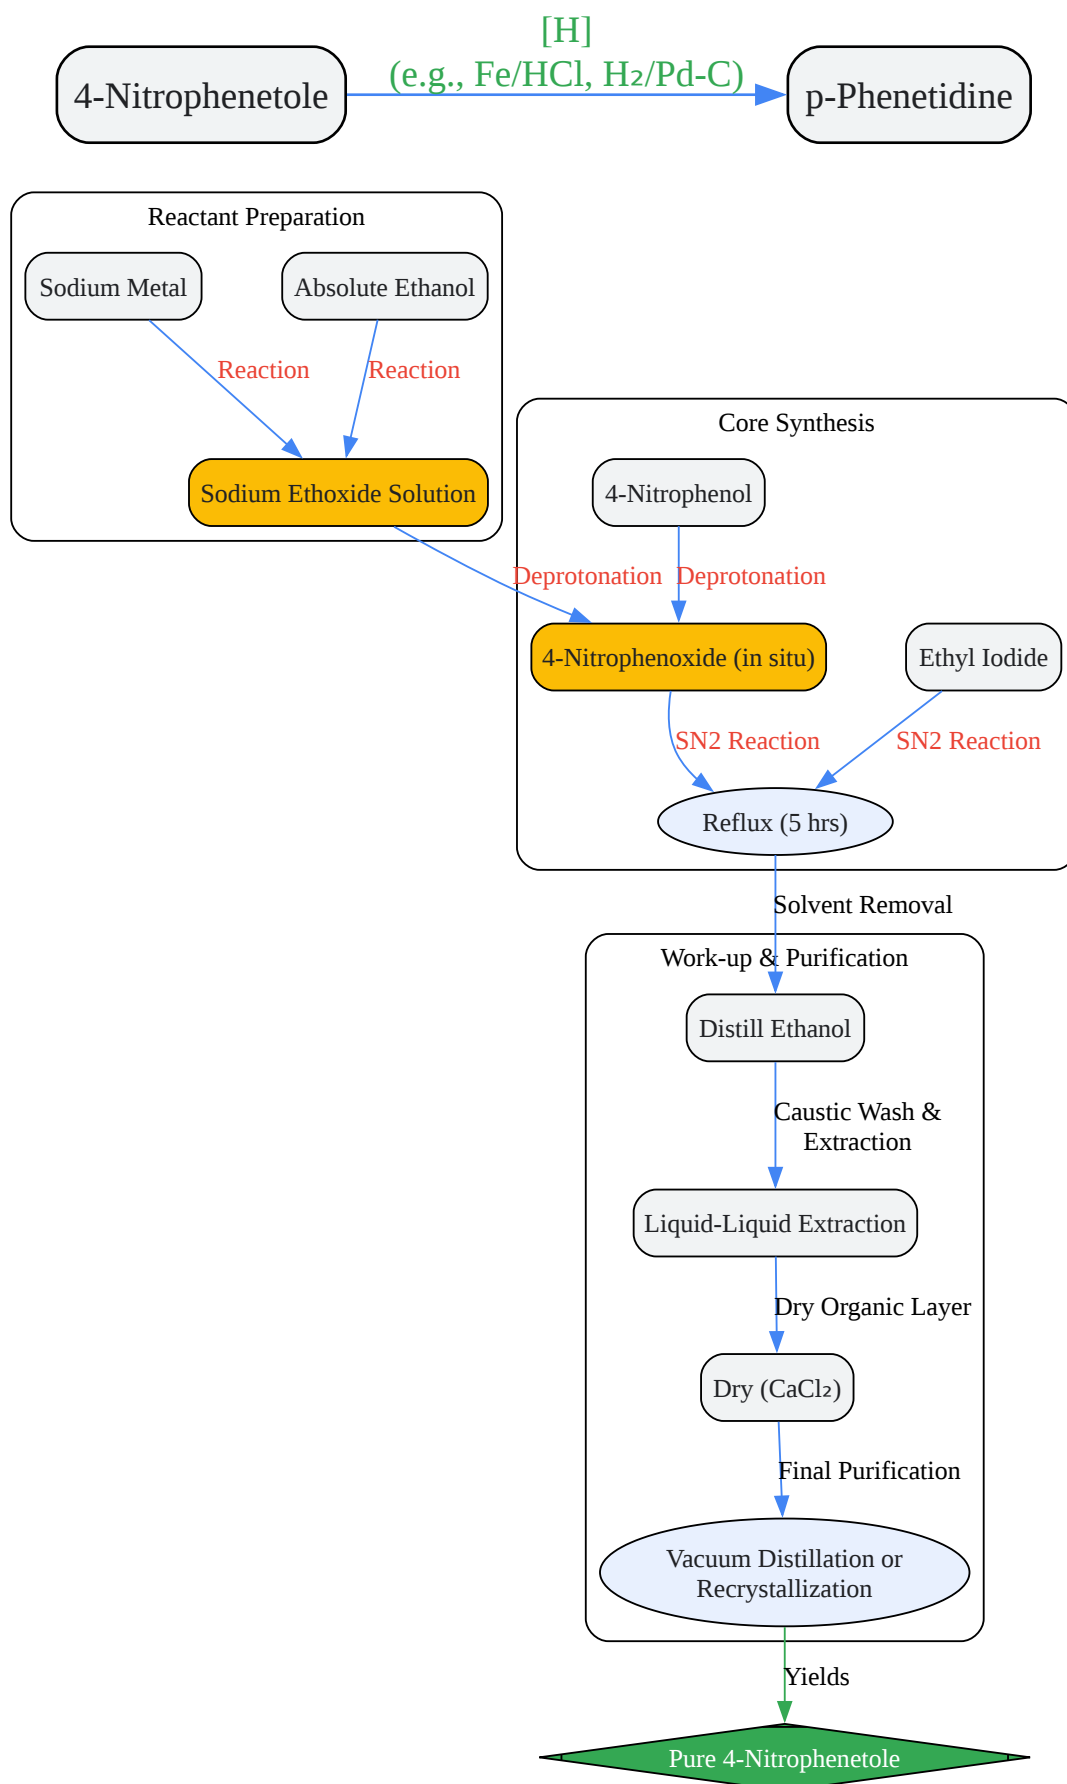 [H]
(e.g., Fe/HCl, H₂/Pd-C)
4-Nitrophenetole
p-Phenetidine
Reactant Preparation
Sodium Metal
Absolute Ethanol
Reaction
Reaction
Sodium Ethoxide Solution
Core Synthesis
4-Nitrophenol
Deprotonation
Deprotonation
4-Nitrophenoxide (in situ)
Ethyl Iodide
SN2 Reaction
SN2 Reaction
Reflux (5 hrs)
Solvent Removal
Work-up & Purification
Distill Ethanol
Caustic Wash &
Extraction
Liquid-Liquid Extraction
Dry Organic Layer
Dry (CaCl₂)
Final Purification
Vacuum Distillation or
Recrystallization
Yields
Pure 4-Nitrophenetole